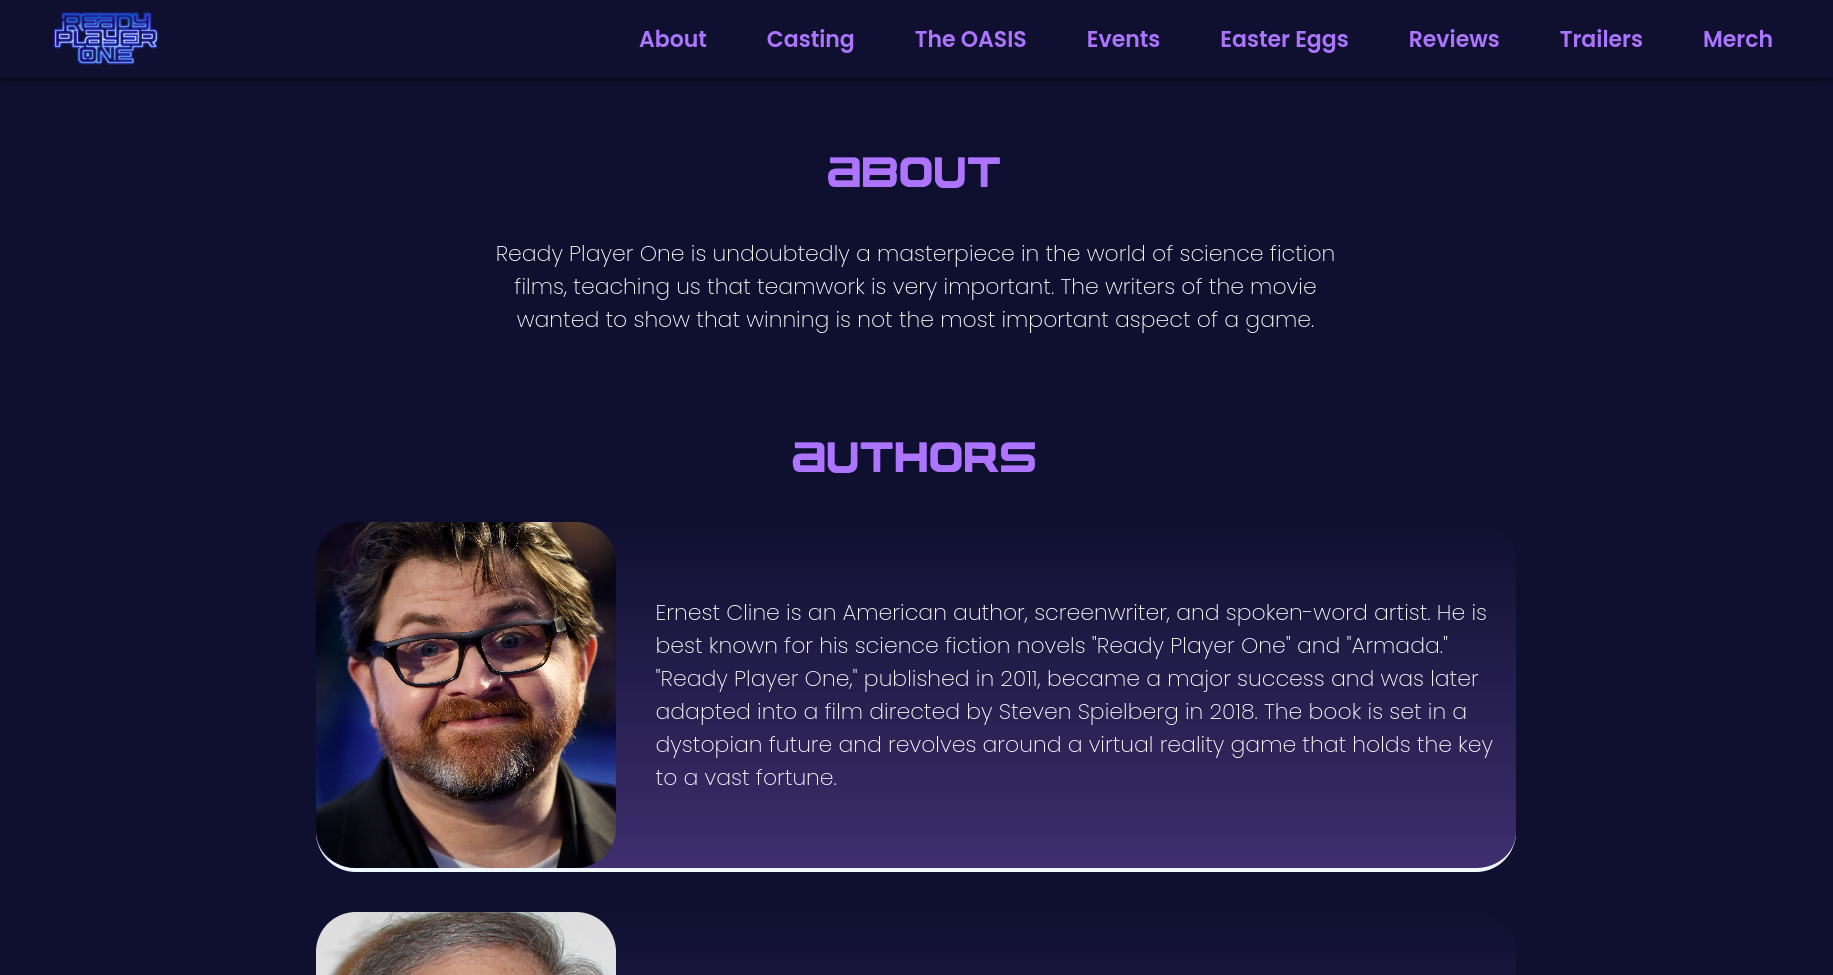 READY
PLAYER
ONE
About
Casting
The OASIS
Events
Easter Eggs
Reviews
Trailers
Merch
ABOUT
Ready Player One is undoubtedly a masterpiece in the world of science fiction
films, teaching us that teamwork is very important. The writers of the movie
wanted to show that winning is not the most important aspect of a game.
AUTHORS
Ernest Cline is an American author, screenwriter, and spoken-word artist. He is
best known for his science fiction novels "Ready Player One" and "Armada."
"Ready Player One," published in 2011, became a major success and was later
adapted into a film directed by Steven Spielberg in 2018. The book is set in a
dystopian future and revolves around a virtual reality game that holds the key
to a vast fortune.